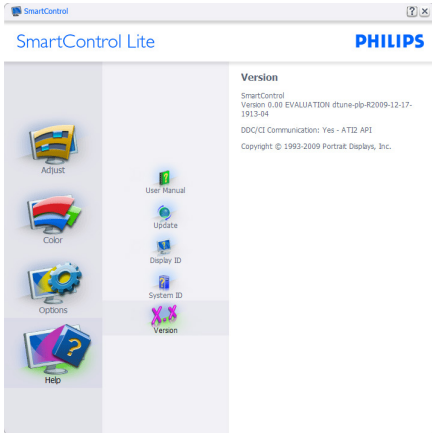 SmartControl
SmartControl Lite
PHILIPS
Adjust
Color
Options
Help
User Manual
Update
Display ID
System ID
X.X
Version
Version
SmartControl
Version 0.00 EVALUATION dtune-plp-R2009-12-17-
1913-04
DDC/CI Communication: Yes - ATI2 API
Copyright © 1993-2009 Portrait Displays, Inc.